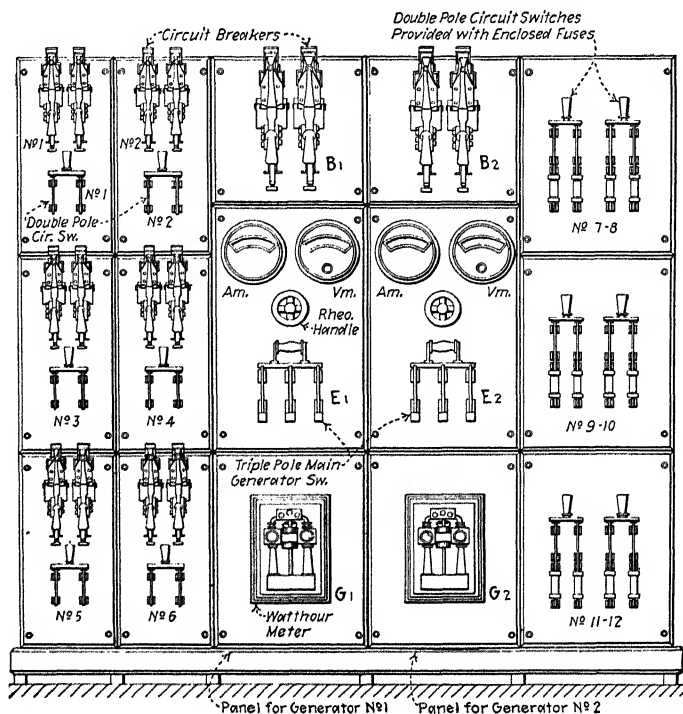 Circuit Breakers
Double Pole Circuit Switches
Provided with Enclosed Fuses
Nº1
Nº2
B1
B2
Nº1
Nº2
Double Pole
Cir. Sw.
Nº 7-8
Am.
Vm.
Am.
Vm.
Rheo.
Handle
E1
E2
Nº3
Nº4
Nº 9-10
Triple Pole Main
Generator Sw.
G1
G2
Nº5
Nº6
Watthour
Meter
Nº 11-12
Panel for Generator Nº1
Panel for Generator Nº2